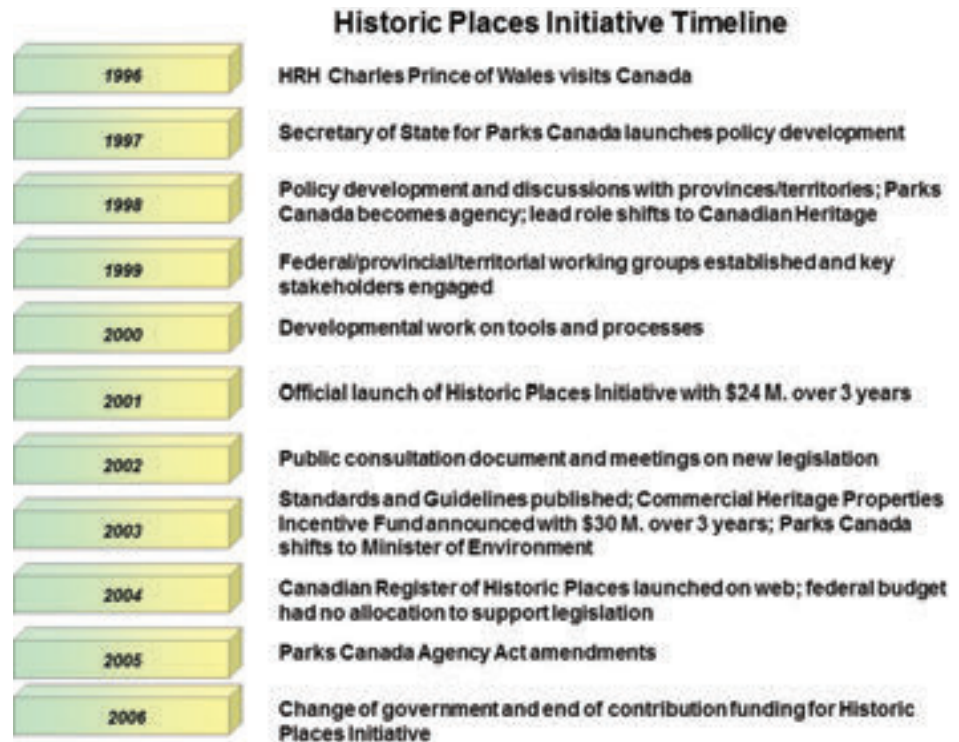 Historic Places Initiative Timeline
1996
HRH Charles Prince of Wales visits Canada
1997
Secretary of State for Parks Canada launches policy development
1998
Policy development and discussions with provinces/territories; Parks
Canada becomes agency; lead role shifts to Canadian Heritage
1999
Federal/provincial/territorial working groups established and key
stakeholders engaged
2000
Developmental work on tools and processes
2001
Official launch of Historic Places Initiative with $24 M. over 3 years
2002
Public consultation document and meetings on new legislation
2003
Standards and Guidelines published; Commercial Heritage Properties
Incentive Fund announced with $30 M. over 3 years; Parks Canada
shifts to Minister of Environment
2004
Canadian Register of Historic Places launched on web; federal budget
had no allocation to support legislation
2005
Parks Canada Agency Act amendments
2006
Change of government and end of contribution funding for Historic
Places Initiative